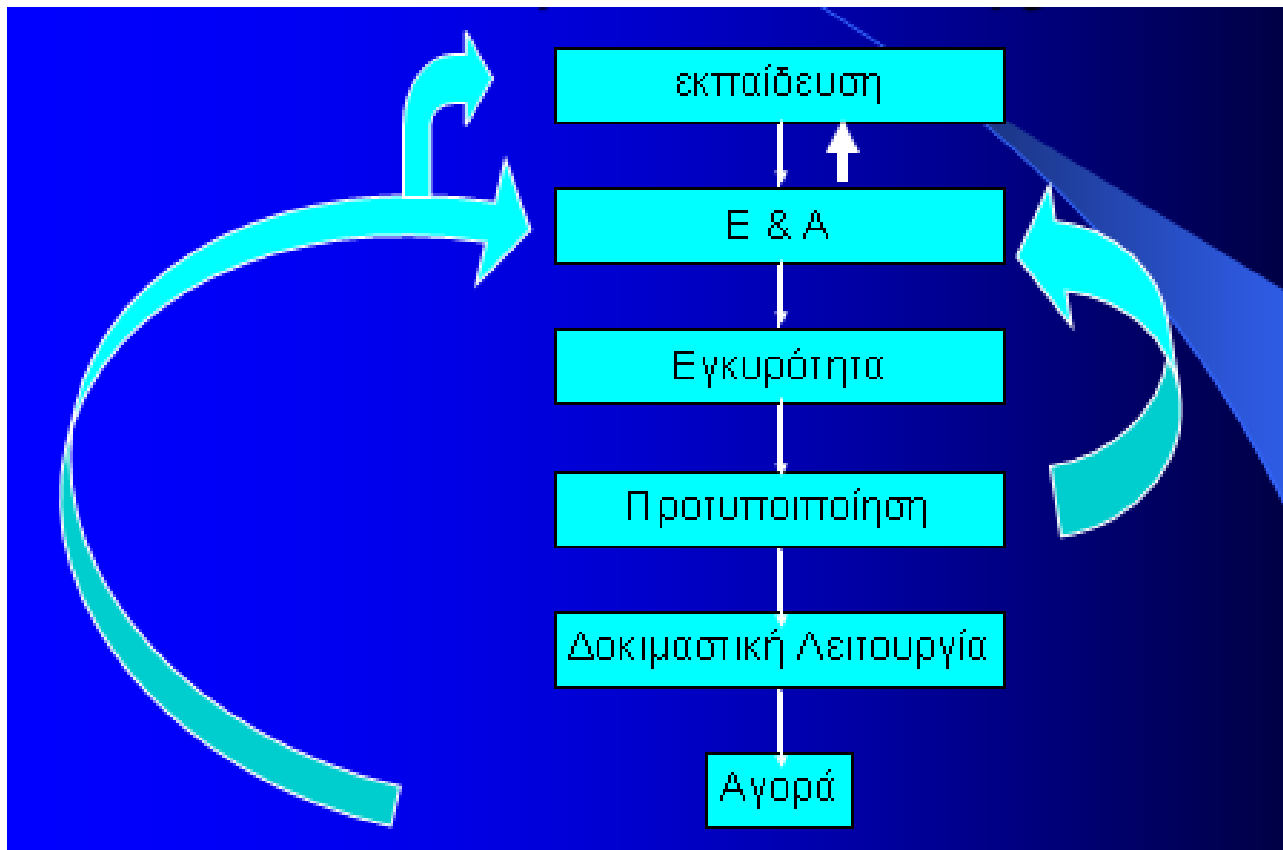 εκπαίδευση
Ε & Α
Εγκυρότητα
Προτυποποίηση
Δοκιμαστική Λειτουργία
Αγορά